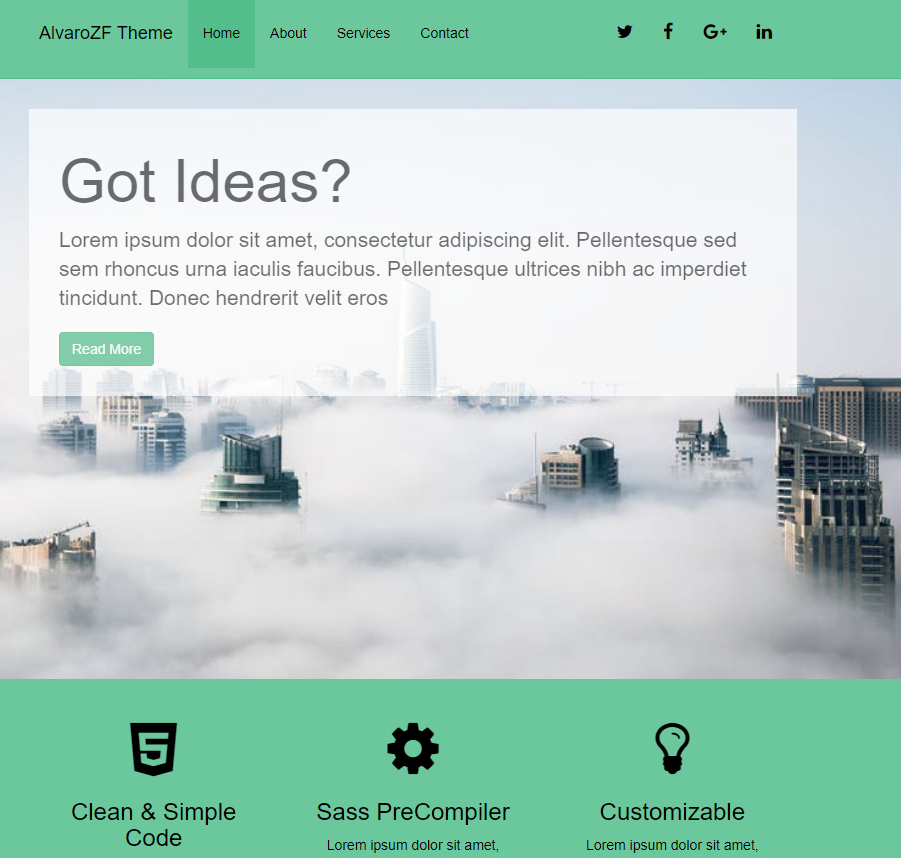 AlvaroZF Theme Home About Services Contact
Got Ideas?
Lorem ipsum dolor sit amet, consectetur adipiscing elit. Pellentesque sed
sem rhoncus urna iaculis faucibus. Pellentesque ultrices nibh ac imperdiet
tincidunt. Donec hendrerit velit eros
Read More
Clean & Simple
Code
Sass PreCompiler
Lorem ipsum dolor sit amet,
Customizable
Lorem ipsum dolor sit amet,